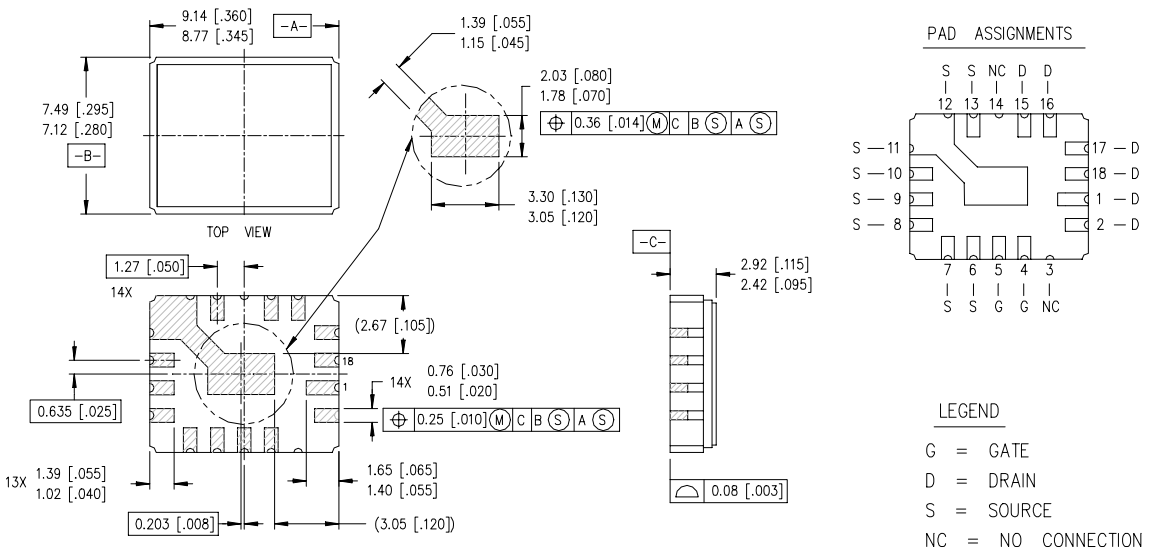 9.14 [.360]
8.77 [.345]
-A-
7.49 [.295]
7.12 [.280]
-B-
TOP VIEW
1.39 [.055]
1.15 [.045]
2.03 [.080]
1.78 [.070]
0.36 [.014] M C B S A S
3.30 [.130]
3.05 [.120]
1.27 [.050]
14X
(2.67 [.105])
18
1
0.635 [.025]
14X 0.76 [.030]
0.51 [.020]
0.25 [.010] M C B S A S
13X 1.39 [.055]
1.02 [.040]
1.65 [.065]
1.40 [.055]
0.203 [.008]
(3.05 [.120])
-C-
2.92 [.115]
2.42 [.095]
0.08 [.003]
PAD ASSIGNMENTS
S S NC D D
12 13 14 15 16
S — 11
S — 10
S — 9
S — 8
17 — D
18 — D
1 — D
2 — D
7 6 5 4 3
S S G G NC
LEGEND
G = GATE
D = DRAIN
S = SOURCE
NC = NO CONNECTION